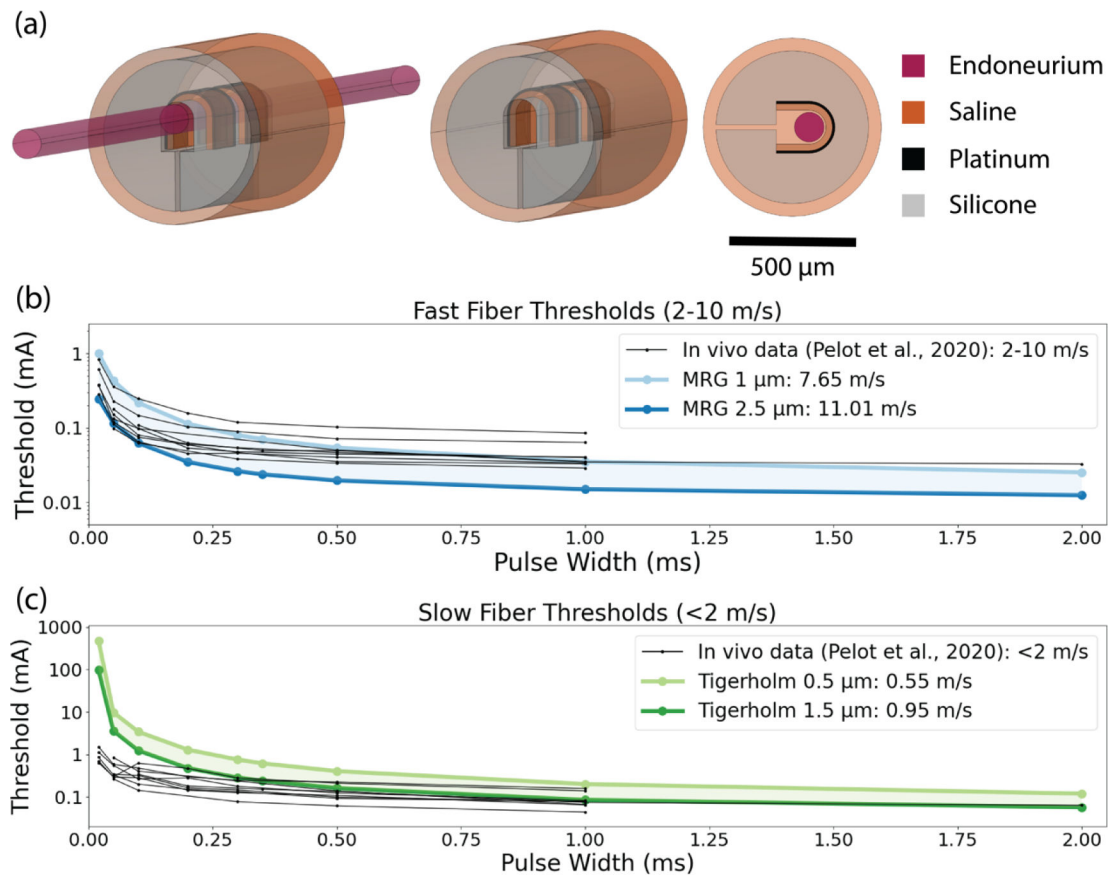 (a)
Endoneurium
Saline
Platinum
Silicone
500 μm
(b)
Fast Fiber Thresholds (2-10 m/s)
Threshold (mA)
1
0.1
0.01
In vivo data (Pelot et al., 2020): 2-10 m/s
MRG 1 μm: 7.65 m/s
MRG 2.5 μm: 11.01 m/s
0.00 0.25 0.50 0.75 1.00 1.25 1.50 1.75 2.00
Pulse Width (ms)
(c)
Slow Fiber Thresholds (<2 m/s)
Threshold (mA)
1000
100
10
1
0.1
In vivo data (Pelot et al., 2020): <2 m/s
Tigerholm 0.5 μm: 0.55 m/s
Tigerholm 1.5 μm: 0.95 m/s
0.00 0.25 0.50 0.75 1.00 1.25 1.50 1.75 2.00
Pulse Width (ms)